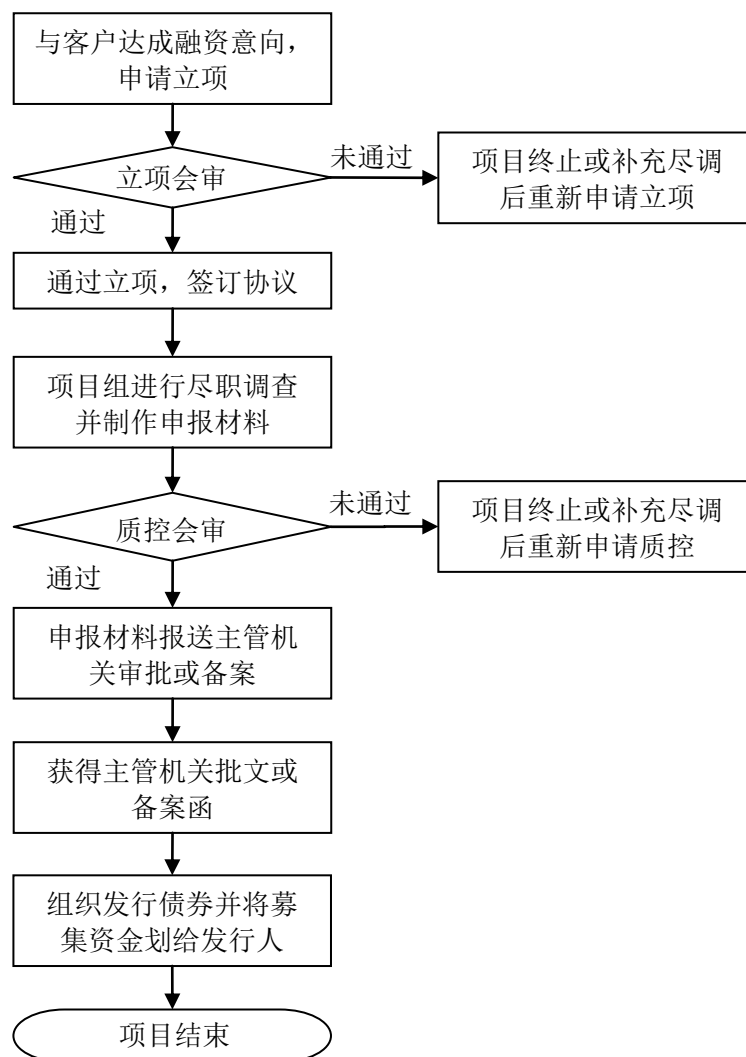 与客户达成融资意向，
申请立项
立项会审
未通过
项目终止或补充尽调
后重新申请立项
通过
通过立项，签订协议
项目组进行尽职调查
并制作申报材料
质控会审
未通过
项目终止或补充尽调
后重新申请质控
通过
申报材料报送主管机
关审批或备案
获得主管机关批文或
备案函
组织发行债券并将募
集资金划给发行人
项目结束